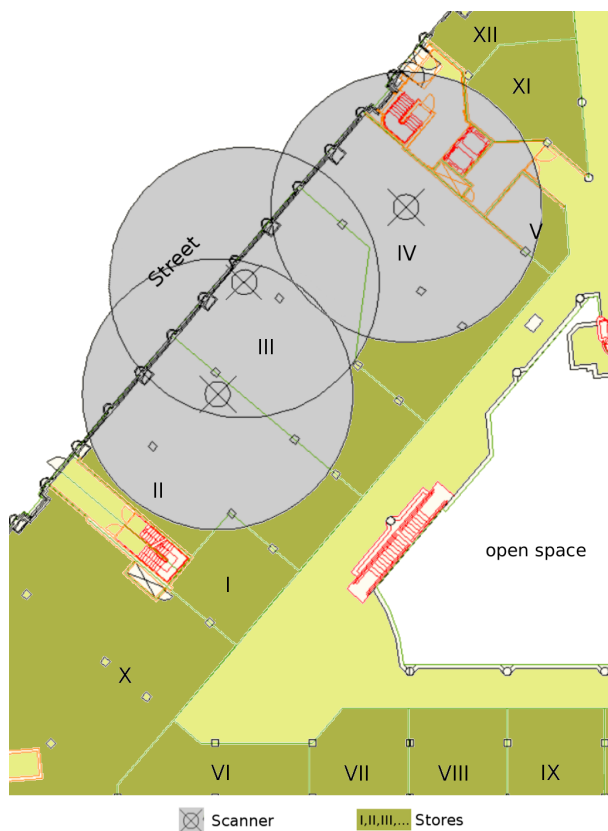 XII
XI
Street
IV
V
III
II
open space
I
X
VI
VII
VIII
IX
Scanner
I,II,III,... Stores